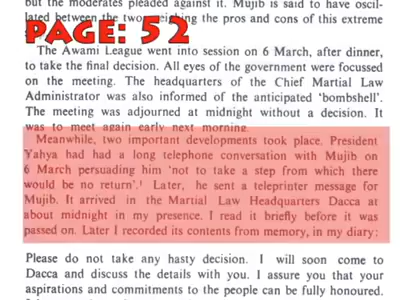 but the moderates pleaded against it. Mujib is said to have oscil-
lated between the two weighing the pros and cons of this extreme
PAGE: 52
The Awami League went into session on 6 March, after dinner,
to take the final decision. All eyes of the government were focussed
on the meeting. The headquarters of the Chief Martial Law
Administrator was also informed of the anticipated 'bombshell'.
The meeting was adjourned at midnight without a decision. It
was to meet again early next morning.
Meanwhile, two important developments took place. President
Yahya had had a long telephone conversation with Mujib on
6 March persuading him 'not to take a step from which there
would be no return'.¹ Later, he sent a teleprinter message for
Mujib. It arrived in the Martial Law Headquarters Dacca at
about midnight in my presence. I read it briefly before it was
passed on. Later I recorded its contents from memory, in my diary:
Please do not take any hasty decision. I will soon come to
Dacca and discuss the details with you. I assure you that your
aspirations and commitments to the people can be fully honoured.